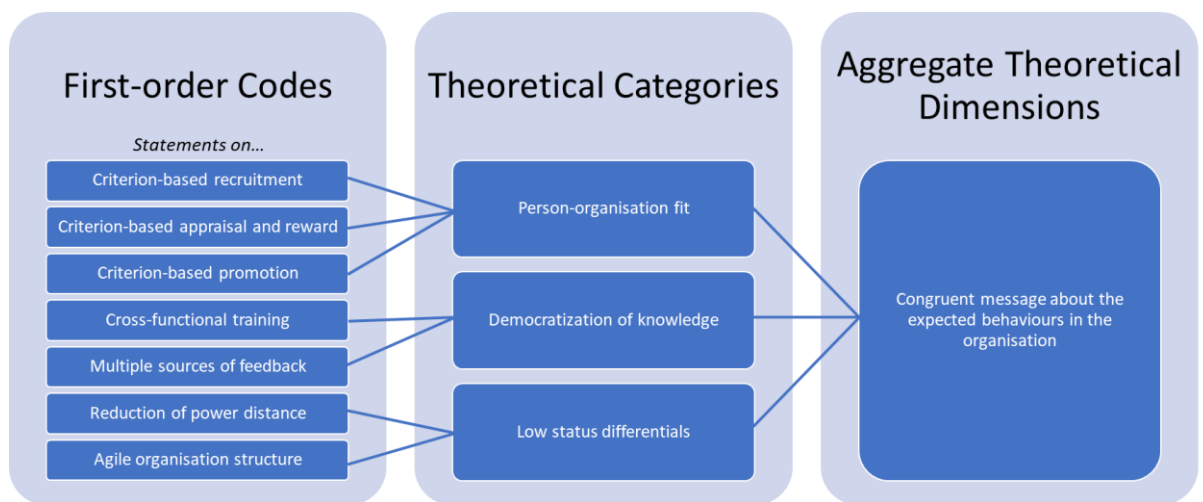 First-order Codes
Statements on...
Criterion-based recruitment
Criterion-based appraisal and reward
Criterion-based promotion
Cross-functional training
Multiple sources of feedback
Reduction of power distance
Agile organisation structure
Theoretical Categories
Person-organisation fit
Democratization of knowledge
Low status differentials
Aggregate Theoretical
Dimensions
Congruent message about the
expected behaviours in the
organisation